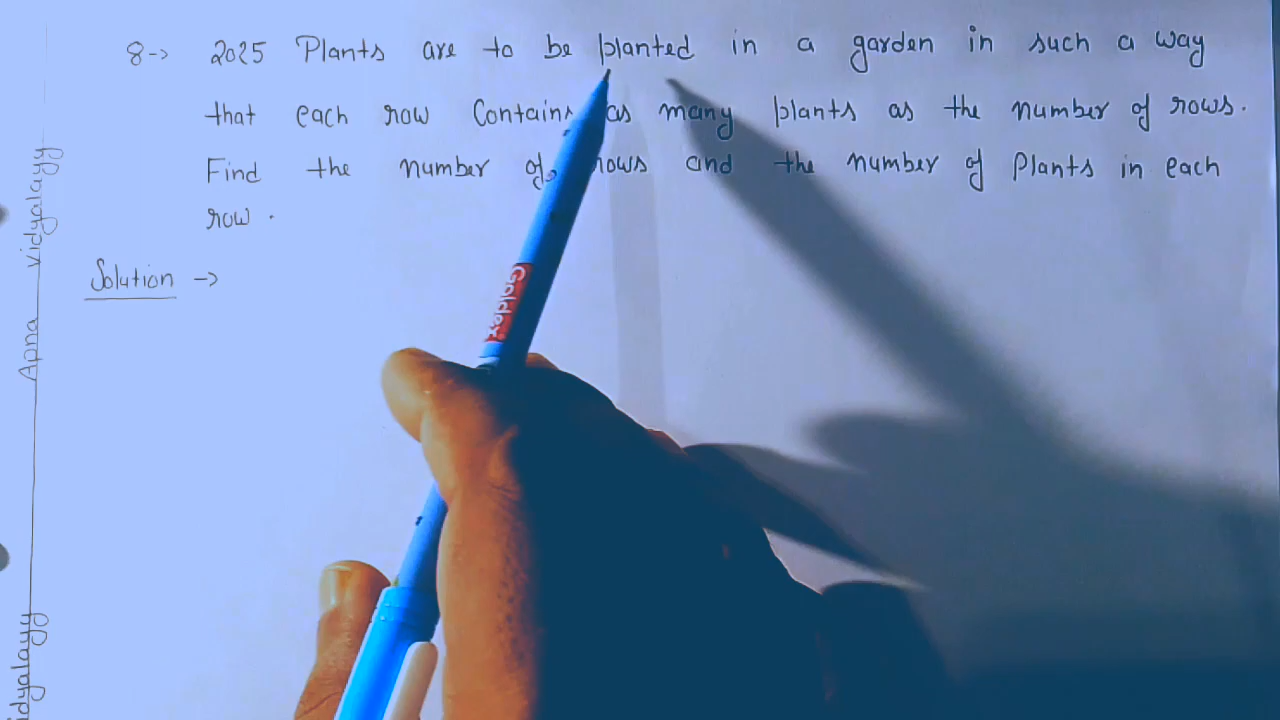 8-> 2025 Plants are to be planted in a garden in such a way
that each row Contains as many plants as the number of rows.
Find the number of rows and the number of Plants in each
row.
Solution ->
Goldex
Apna Vidyalayy
idyalayy